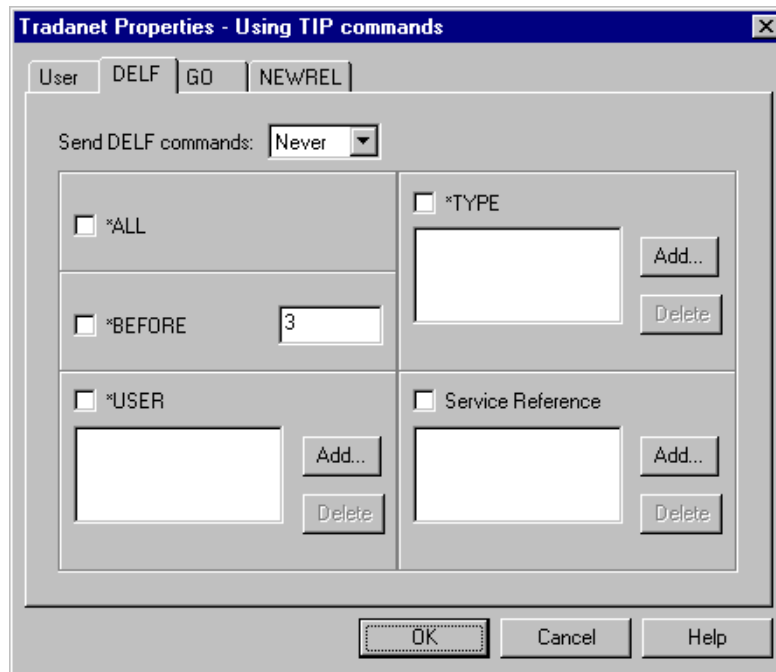 Tradanet Properties - Using TIP commands
User DELF GO NEWREL
Send DELF commands: Never
*ALL
*TYPE
Add...
Delete
*BEFORE 3
*USER
Add...
Delete
Service Reference
Add...
Delete
OK Cancel Help